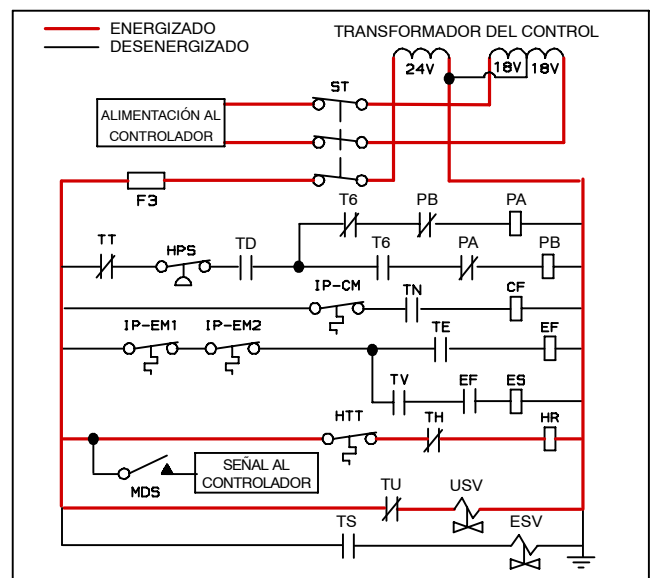 ENERGIZADO
DESENERGIZADO
TRANSFORMADOR DEL CONTROL
24V
18V 18V
ST
ALIMENTACIÓN AL
CONTROLADOR
F3
T6 PB PA
TT HPS TD T6 PA PB
IP-CM TN CF
IP-EM1 IP-EM2 TE EF
TV EF ES
HTT TH HR
SEÑAL AL
CONTROLADOR
MDS
TU USV
TS ESV